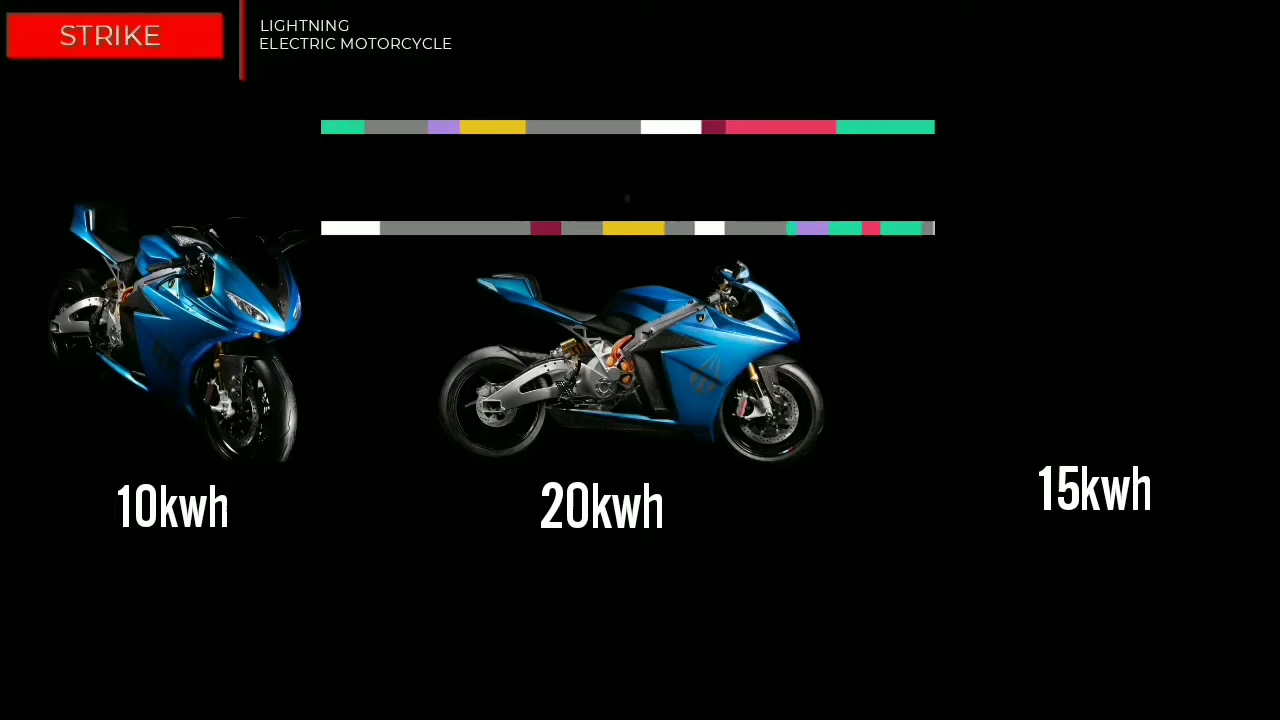 STRIKE
LIGHTNING
ELECTRIC MOTORCYCLE
10kwh
20kwh
15kwh